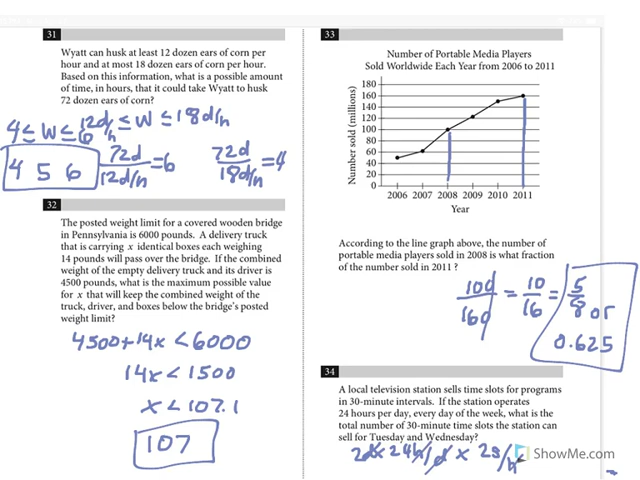 31
Wyatt can husk at least 12 dozen ears of corn per
hour and at most 18 dozen ears of corn per hour.
Based on this information, what is a possible amount
of time, in hours, that it could take Wyatt to husk
72 dozen ears of corn?
12d/h ≤ W ≤ 18d/h
4 ≤ W ≤ 6
4 5 6
72d
12d/h
=6
72d
18d/h
=4
32
The posted weight limit for a covered wooden bridge
in Pennsylvania is 6000 pounds. A delivery truck
that is carrying x identical boxes each weighing
14 pounds will pass over the bridge. If the combined
weight of the empty delivery truck and its driver is
4500 pounds, what is the maximum possible value
for x that will keep the combined weight of the
truck, driver, and boxes below the bridge's posted
weight limit?
4500+14x <6000
14x < 1500
x < 107.1
107
33
Number of Portable Media Players
Sold Worldwide Each Year from 2006 to 2011
Number sold (millions)
180
160
140
120
100
80
60
40
20
0
2006 2007 2008 2009 2010 2011
Year
According to the line graph above, the number of
portable media players sold in 2008 is what fraction
of the number sold in 2011 ?
100
160
=
10
16
=
5
8
or
0.625
34
A local television station sells time slots for programs
in 30-minute intervals. If the station operates
24 hours per day, every day of the week, what is the
total number of 30-minute time slots the station can
sell for Tuesday and Wednesday?
2d x 24h/d x 2s/h
ShowMe.com